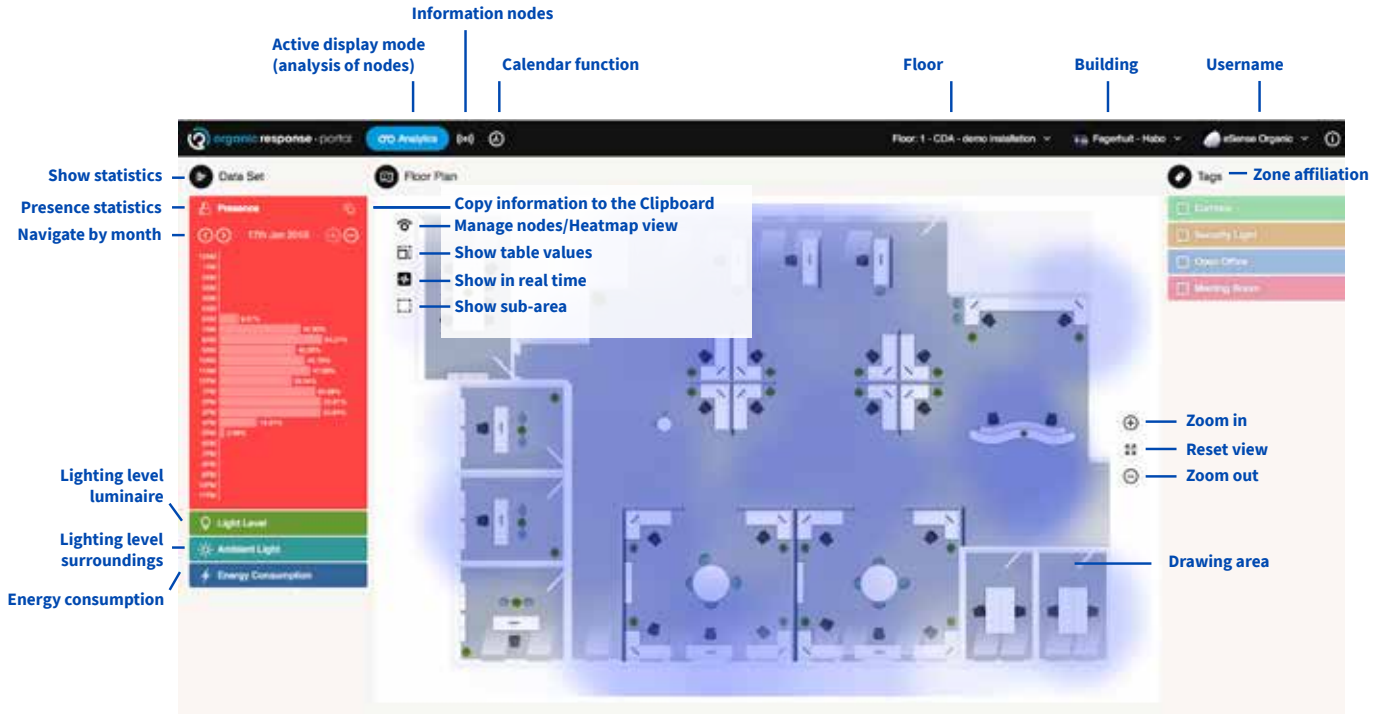 Information nodes
Active display mode
(analysis of nodes)
Calendar function
Floor
Building
Username
organic response - portal
Analytics
Floor: 1 - CDA - demo installation
Fagerhult - Habo
eSense Organic
Show statistics
Data Set
Floor Plan
Tags
Zone affiliation
Presence statistics
Presence
Copy information to the Clipboard
Navigate by month
17th Jan 2018
Manage nodes/Heatmap view
Show table values
Show in real time
Show sub-area
Security Light
Open Office
Meeting Room
Zoom in
Reset view
Zoom out
Lighting level
luminaire
Light Level
Lighting level
surroundings
Ambient Light
Energy consumption
Energy Consumption
Drawing area